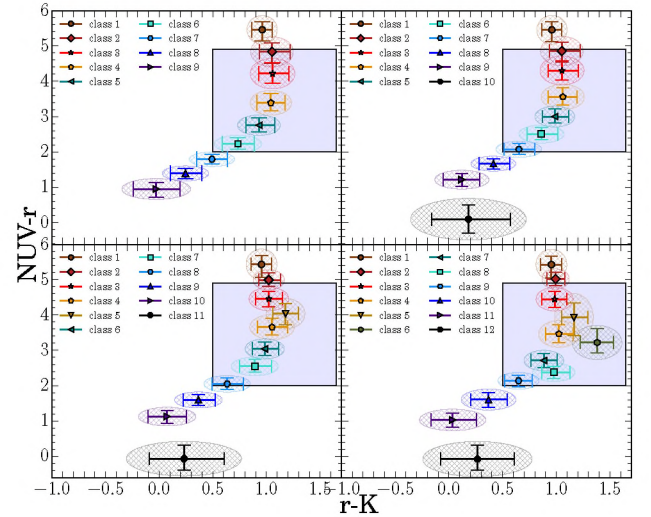 class 1 class 6
class 2 class 7
class 3 class 8
class 4 class 9
class 5
class 1 class 6
class 2 class 7
class 3 class 8
class 4 class 9
class 5 class 10
6
5
4
3
2
1
0
class 1 class 7
class 2 class 8
class 3 class 9
class 4 class 10
class 5 class 11
class 6
class 1 class 7
class 2 class 8
class 3 class 9
class 4 class 10
class 5 class 11
class 6 class 12
5
4
3
2
1
0
NUV-r
−1.0 −0.5 0.0 0.5 1.0 1.5 −0.5 0.0 0.5 1.0 1.5
r-K